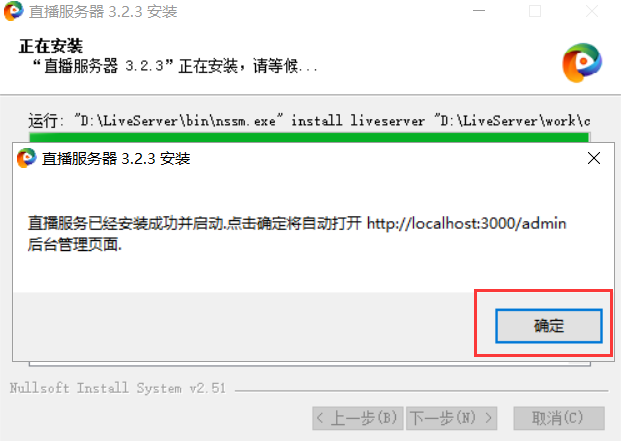 直播服务器 3.2.3 安装
正在安装
“直播服务器 3.2.3”正在安装，请等候...
运行: "D:\LiveServer\bin\nssm.exe" install liveserver "D:\LiveServer\work\c
直播服务器 3.2.3 安装
直播服务已经安装成功并启动.点击确定将自动打开 http://localhost:3000/admin
后台管理页面.
确定
Nullsoft Install System v2.51
< 上一步(B) 下一步(N) > 取消(C)